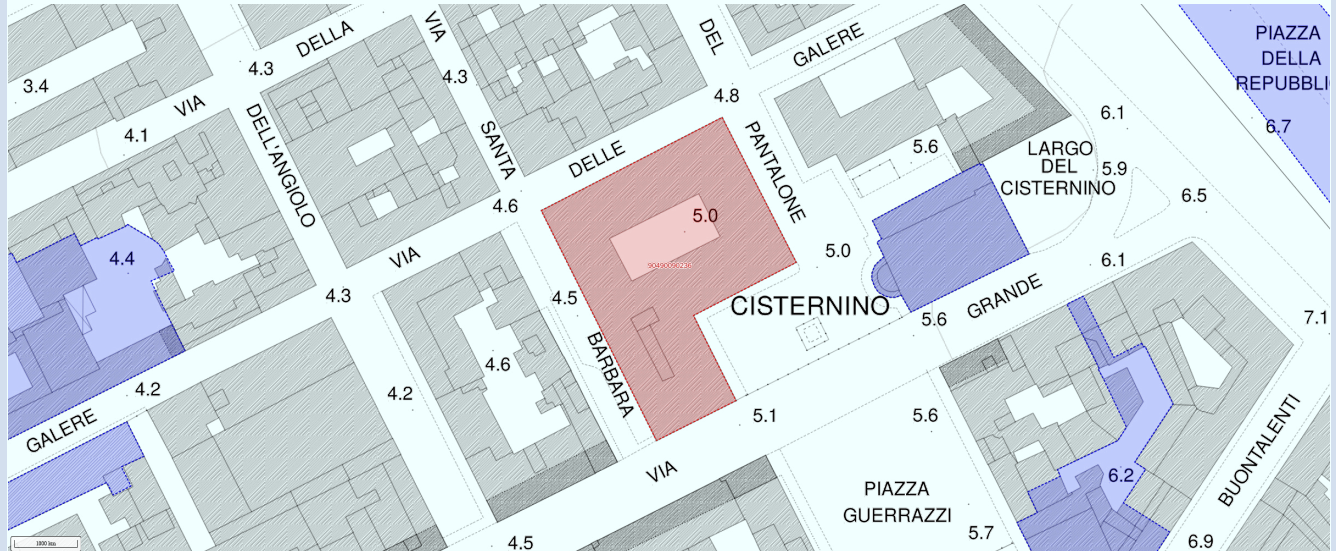 VIA
DELLA
DEL
GALERE
PIAZZA
DELLA
REPUBBLI
3.4
4.3
4.3
4.8
VIA
4.1
6.1
6.7
DELL'ANGIOLO
SANTA
DELLE
PANTALONE
5.6
LARGO
DEL
CISTERNINO
5.9
6.5
4.6
5.0
VIA
4.4
5.0
6.1
90490090236
4.3
4.5
CISTERNINO
GRANDE
5.6
7.1
BARBARA
4.6
4.2
4.2
5.1
5.6
GALERE
BUONTALENTI
VIA
6.2
PIAZZA
GUERRAZZI
5.7
4.5
6.9
1000 km